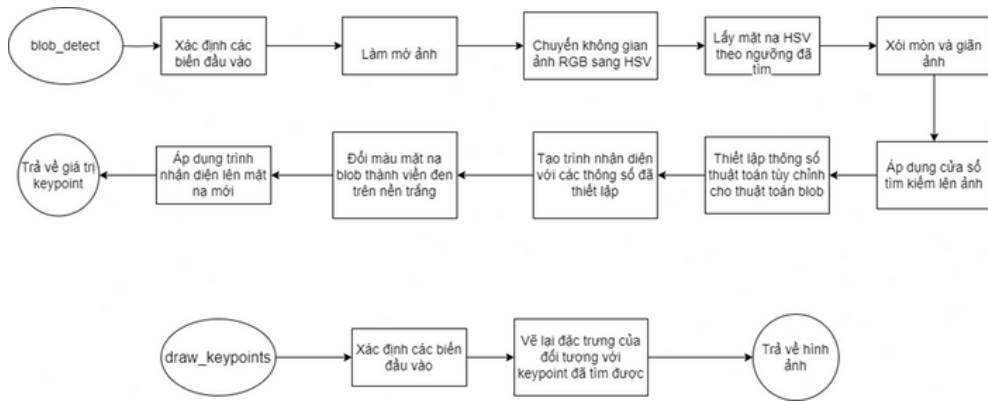 blob_detect
Xác định các
biến đầu vào
Làm mờ ảnh
Chuyển không gian
ảnh RGB sang HSV
Lấy mặt nạ HSV
theo ngưỡng đã
tìm
Xói mòn và giãn
ảnh
Áp dụng cửa sổ
tìm kiếm lên ảnh
Thiết lập thông số
thuật toán tùy chỉnh
cho thuật toán blob
Tạo trình nhận diện
với các thông số đã
thiết lập
Đổi màu mặt nạ
blob thành viền đen
trên nền trắng
Áp dụng trình
nhận diện lên mặt
nạ mới
Trả về giá trị
keypoint
draw_keypoints
Xác định các biến
đầu vào
Vẽ lại đặc trưng của
đối tượng với
keypoint đã tìm được
Trả về hình
ảnh